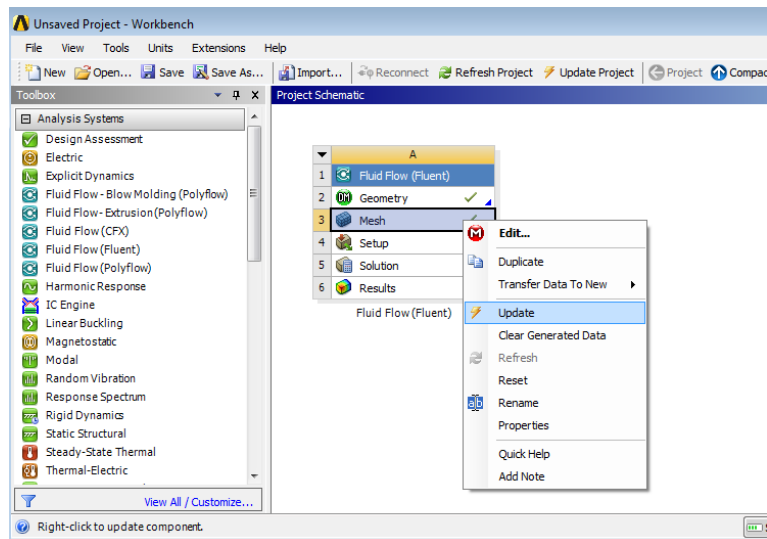 Unsaved Project - Workbench
File View Tools Units Extensions Help
New Open... Save Save As... Import... Reconnect Refresh Project Update Project Project Compac
Toolbox
Project Schematic
Analysis Systems
Design Assessment
Electric
Explicit Dynamics
Fluid Flow - Blow Molding (Polyflow)
Fluid Flow - Extrusion (Polyflow)
Fluid Flow (CFX)
Fluid Flow (Fluent)
Fluid Flow (Polyflow)
Harmonic Response
IC Engine
Linear Buckling
Magnetostatic
Modal
Random Vibration
Response Spectrum
Rigid Dynamics
Static Structural
Steady-State Thermal
Thermal-Electric
View All / Customize...
A
1 Fluid Flow (Fluent)
2 DM Geometry
3 Mesh
4 Setup
5 Solution
6 Results
Fluid Flow (Fluent)
Edit...
Duplicate
Transfer Data To New
Update
Clear Generated Data
Refresh
Reset
Rename
Properties
Quick Help
Add Note
Right-click to update component.